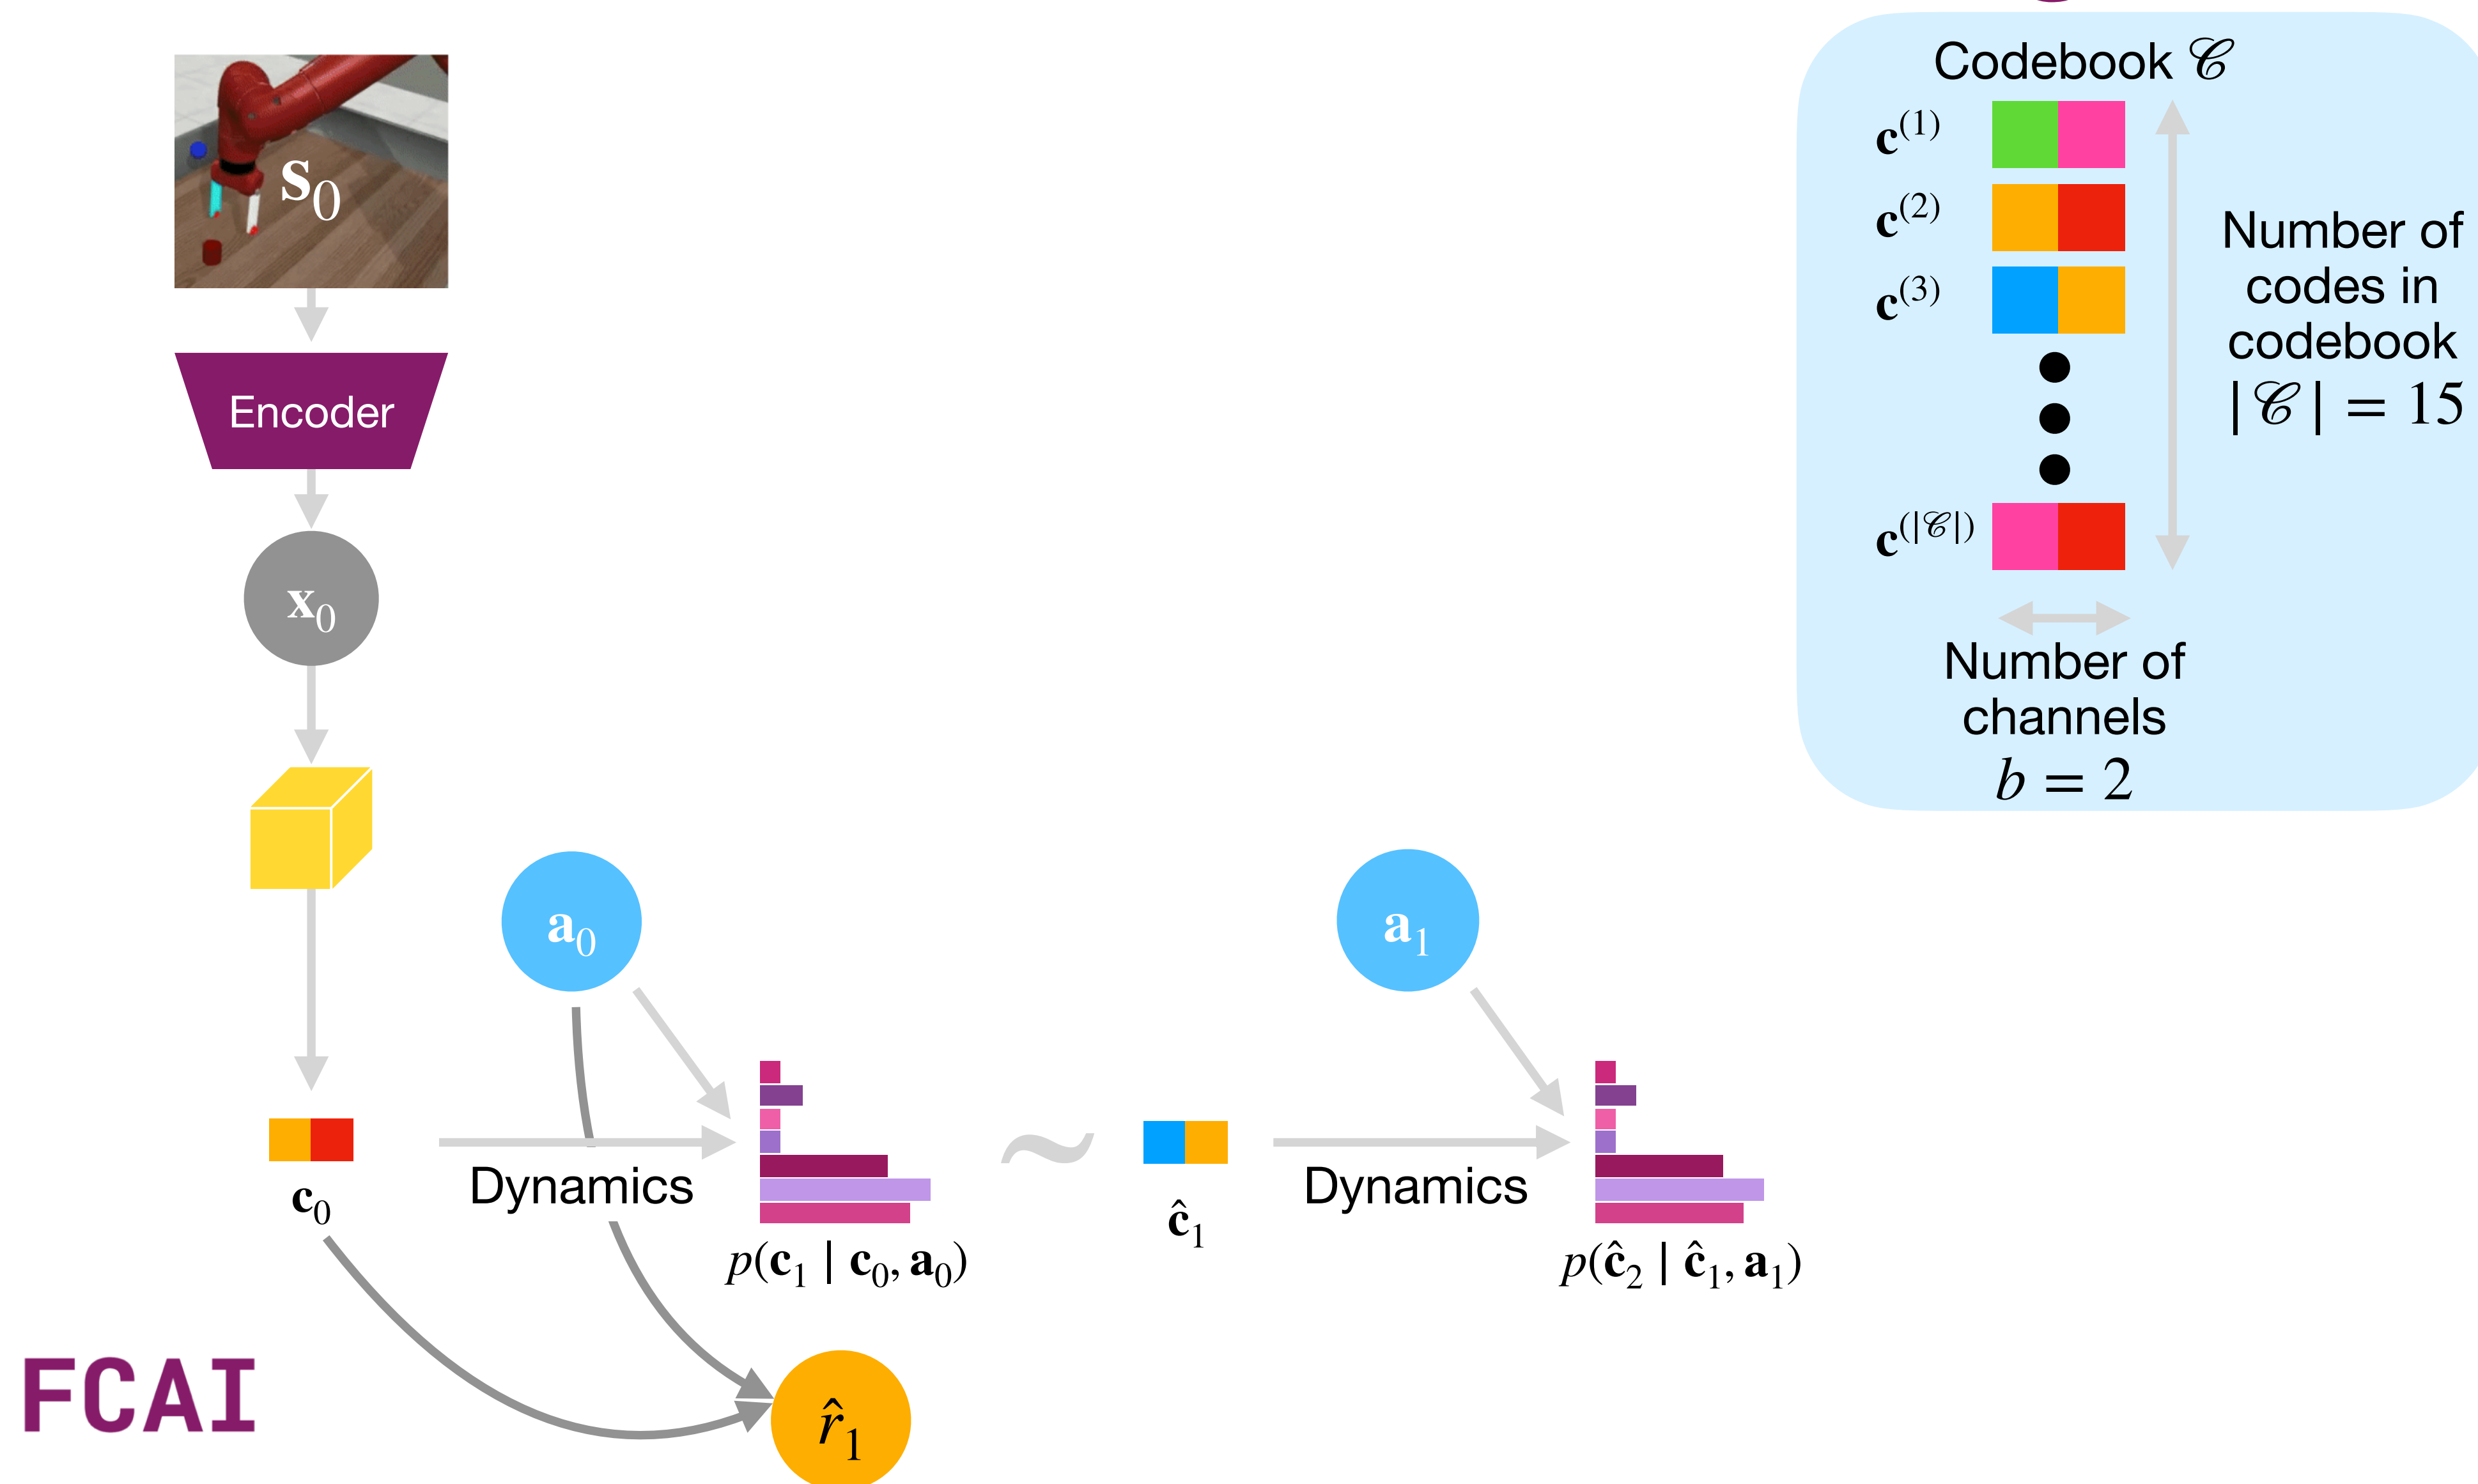 s₀
Encoder
x₀
a₀
a₁
c₀
Dynamics
p(c₁ | c₀, a₀)
~
ĉ₁
Dynamics
p(ĉ₂ | ĉ₁, a₁)
r̂₁
FCAI
Codebook 𝒞
c⁽¹⁾
c⁽²⁾
c⁽³⁾
c^(|𝒞|)
Number of
codes in
codebook
|𝒞| = 15
Number of
channels
b = 2